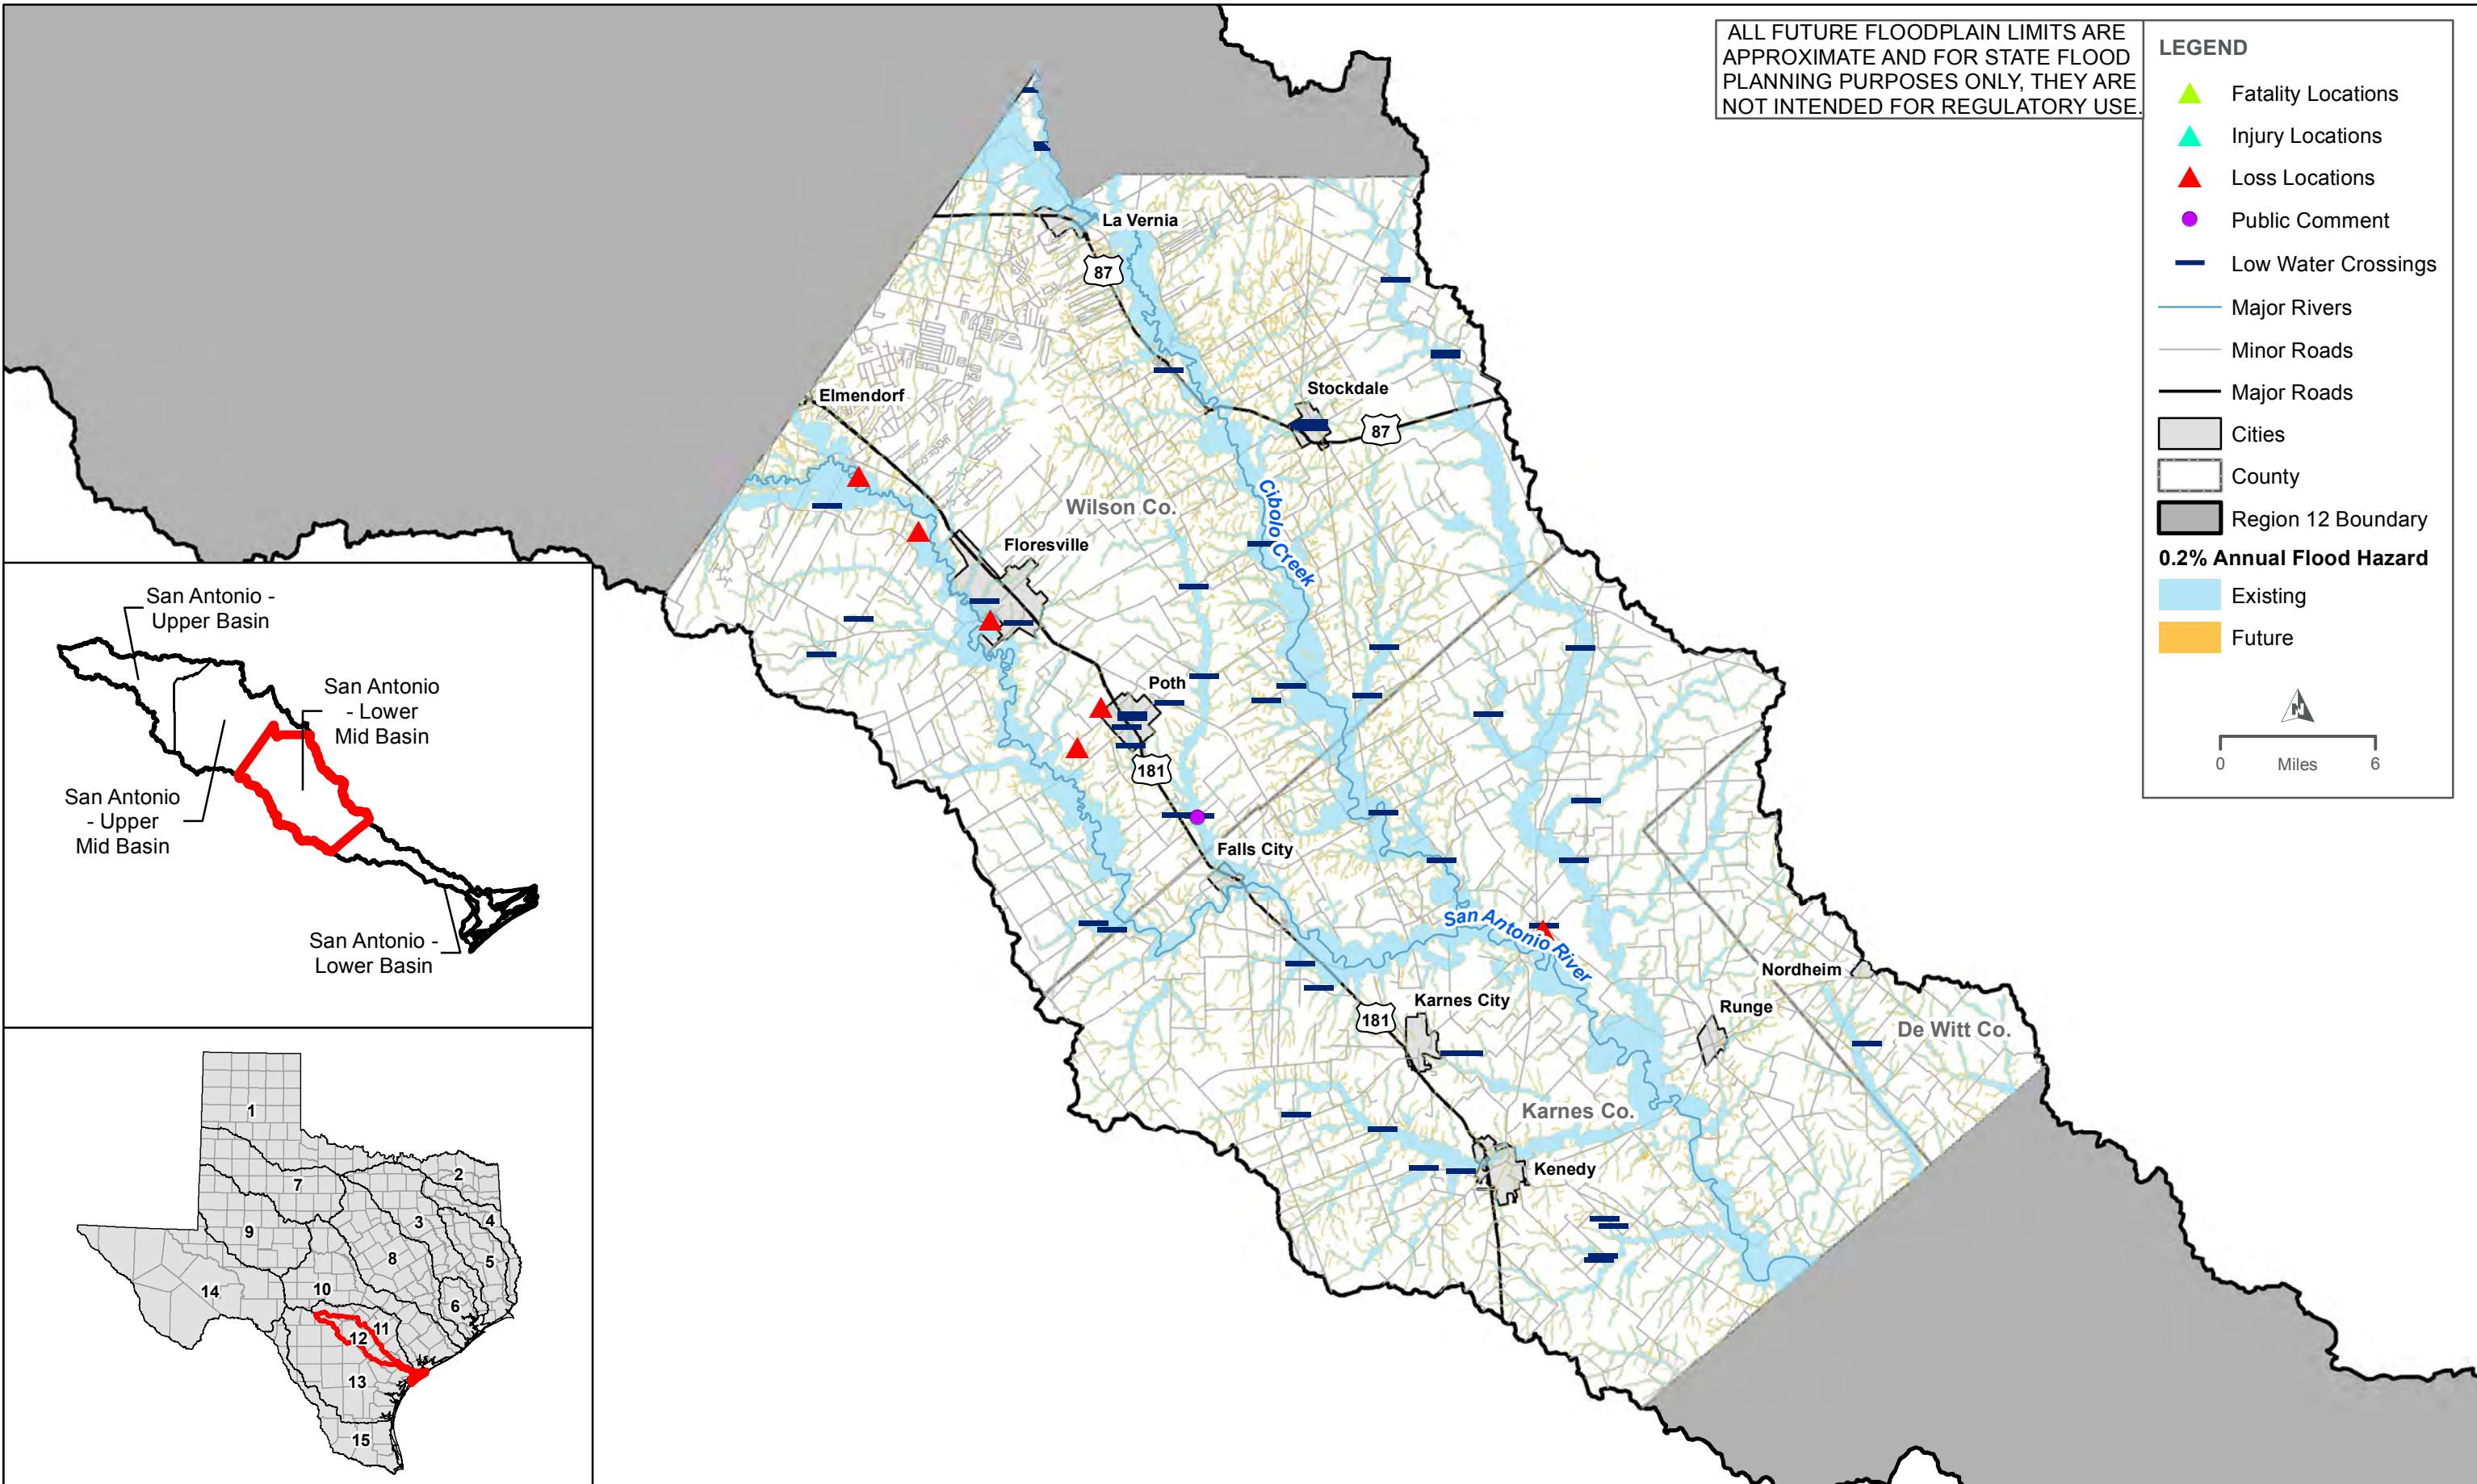 ALL FUTURE FLOODPLAIN LIMITS ARE
APPROXIMATE AND FOR STATE FLOOD
PLANNING PURPOSES ONLY, THEY ARE
NOT INTENDED FOR REGULATORY USE.
LEGEND
Fatality Locations
Injury Locations
Loss Locations
Public Comment
Low Water Crossings
Major Rivers
Minor Roads
Major Roads
Cities
County
Region 12 Boundary
0.2% Annual Flood Hazard
Existing
Future
N
0 Miles 6
La Vernia
87
Elmendorf
Stockdale
87
Wilson Co.
Cibolo Creek
Floresville
Poth
181
Falls City
San Antonio River
Nordheim
Karnes City
Runge
181
De Witt Co.
Karnes Co.
Kenedy
San Antonio -
Upper Basin
San Antonio
- Lower
Mid Basin
San Antonio
- Upper
Mid Basin
San Antonio -
Lower Basin
1
2
7
3
4
9
8
5
14
10
6
11
12
13
15